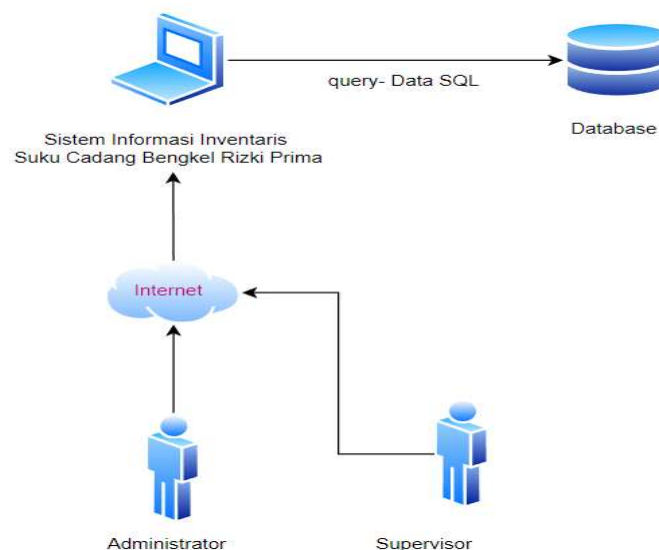 query- Data SQL
Database
Sistem Informasi Inventaris
Suku Cadang Bengkel Rizki Prima
Internet
Administrator
Supervisor